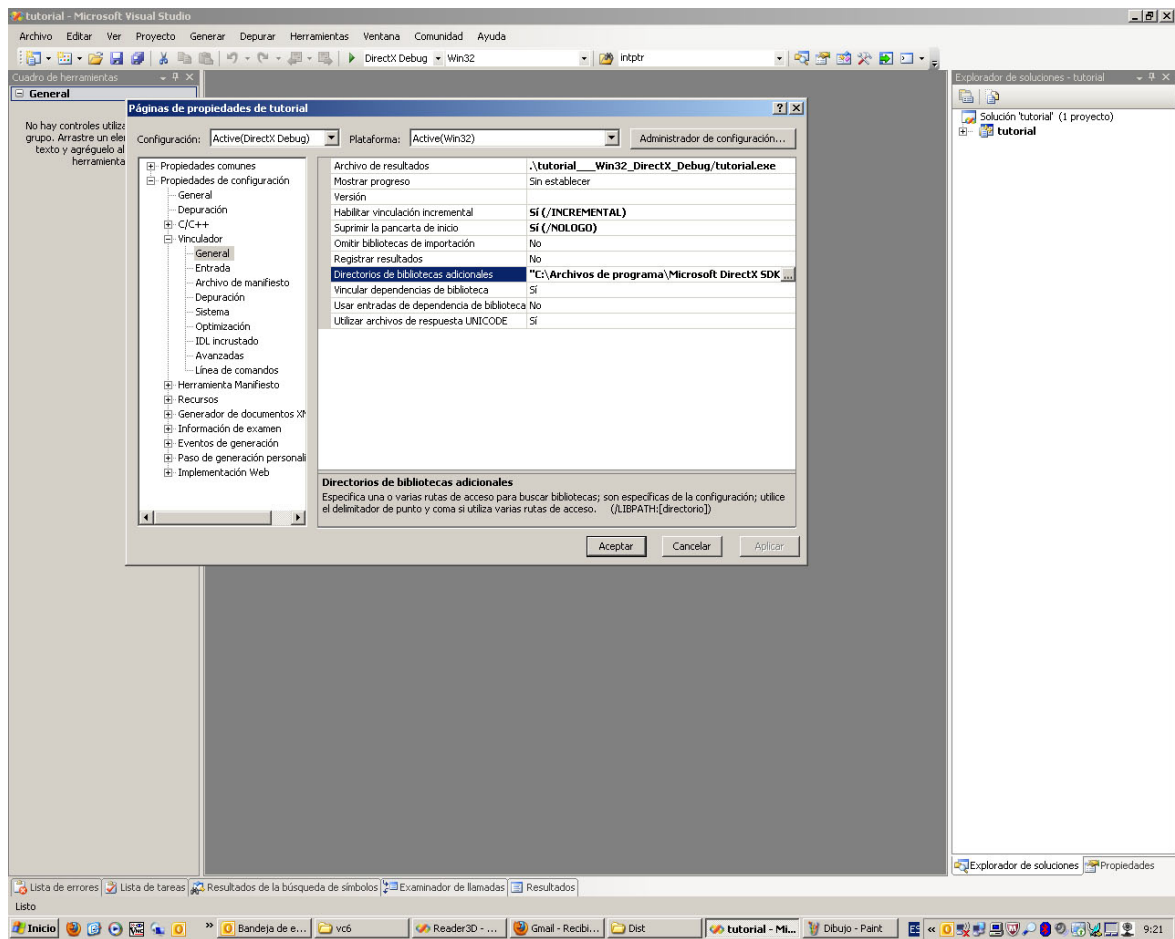 tutorial - Microsoft Visual Studio
Archivo Editar Ver Proyecto Generar Depurar Herramientas Ventana Comunidad Ayuda
DirectX Debug Win32 intptr
Cuadro de herramientas
General
No hay controles utiliza
grupo. Arrastre un ele
texto y agréguelo al
herramienta
Páginas de propiedades de tutorial
Configuración: Active(DirectX Debug) Plataforma: Active(Win32) Administrador de configuración...
Propiedades comunes
Propiedades de configuración
General
Depuración
C/C++
Vinculador
General
Entrada
Archivo de manifiesto
Depuración
Sistema
Optimización
IDL incrustado
Avanzadas
Línea de comandos
Herramienta Manifiesto
Recursos
Generador de documentos XM
Información de examen
Eventos de generación
Paso de generación personali
Implementación Web
Archivo de resultados .\tutorial___Win32_DirectX_Debug/tutorial.exe
Mostrar progreso Sin establecer
Versión
Habilitar vinculación incremental Sí (/INCREMENTAL)
Suprimir la pancarta de inicio Sí (/NOLOGO)
Omitir bibliotecas de importación No
Registrar resultados No
Directorios de bibliotecas adicionales "C:\Archivos de programa\Microsoft DirectX SDK ...
Vincular dependencias de biblioteca Sí
Usar entradas de dependencia de biblioteca No
Utilizar archivos de respuesta UNICODE Sí
Directorios de bibliotecas adicionales
Especifica una o varias rutas de acceso para buscar bibliotecas; son específicas de la configuración; utilice
el delimitador de punto y coma si utiliza varias rutas de acceso. (/LIBPATH:[directorio])
Aceptar Cancelar Aplicar
Explorador de soluciones - tutorial
Solución 'tutorial' (1 proyecto)
tutorial
Explorador de soluciones Propiedades
Lista de errores Lista de tareas Resultados de la búsqueda de símbolos Examinador de llamadas Resultados
Listo
Inicio Bandeja de e... vc6 Reader3D - ... Gmail - Recibi... Dist tutorial - Mi... Dibujo - Paint ES 9:21